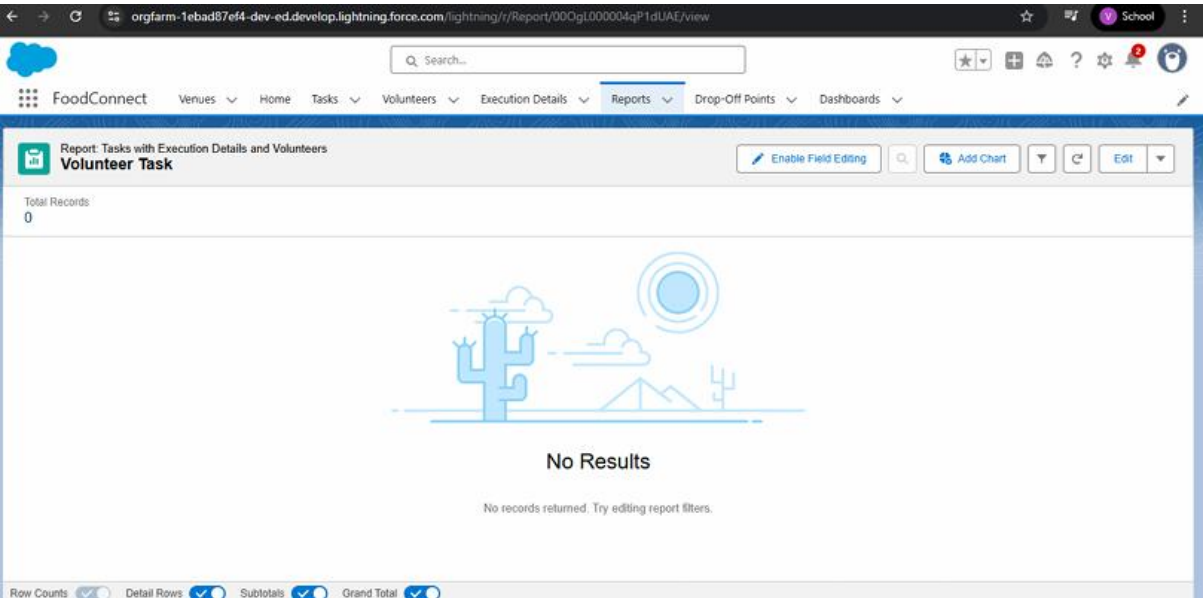 orgfarm-1ebad87ef4-dev-ed.develop.lightning.force.com/lightning/r/Report/00OgL000004qP1dUAE/view
V School
Search...
2
FoodConnect Venues Home Tasks Volunteers Execution Details Reports Drop-Off Points Dashboards
Report: Tasks with Execution Details and Volunteers
Volunteer Task
Enable Field Editing Add Chart Edit
Total Records
0
No Results
No records returned. Try editing report filters.
Row Counts Detail Rows Subtotals Grand Total